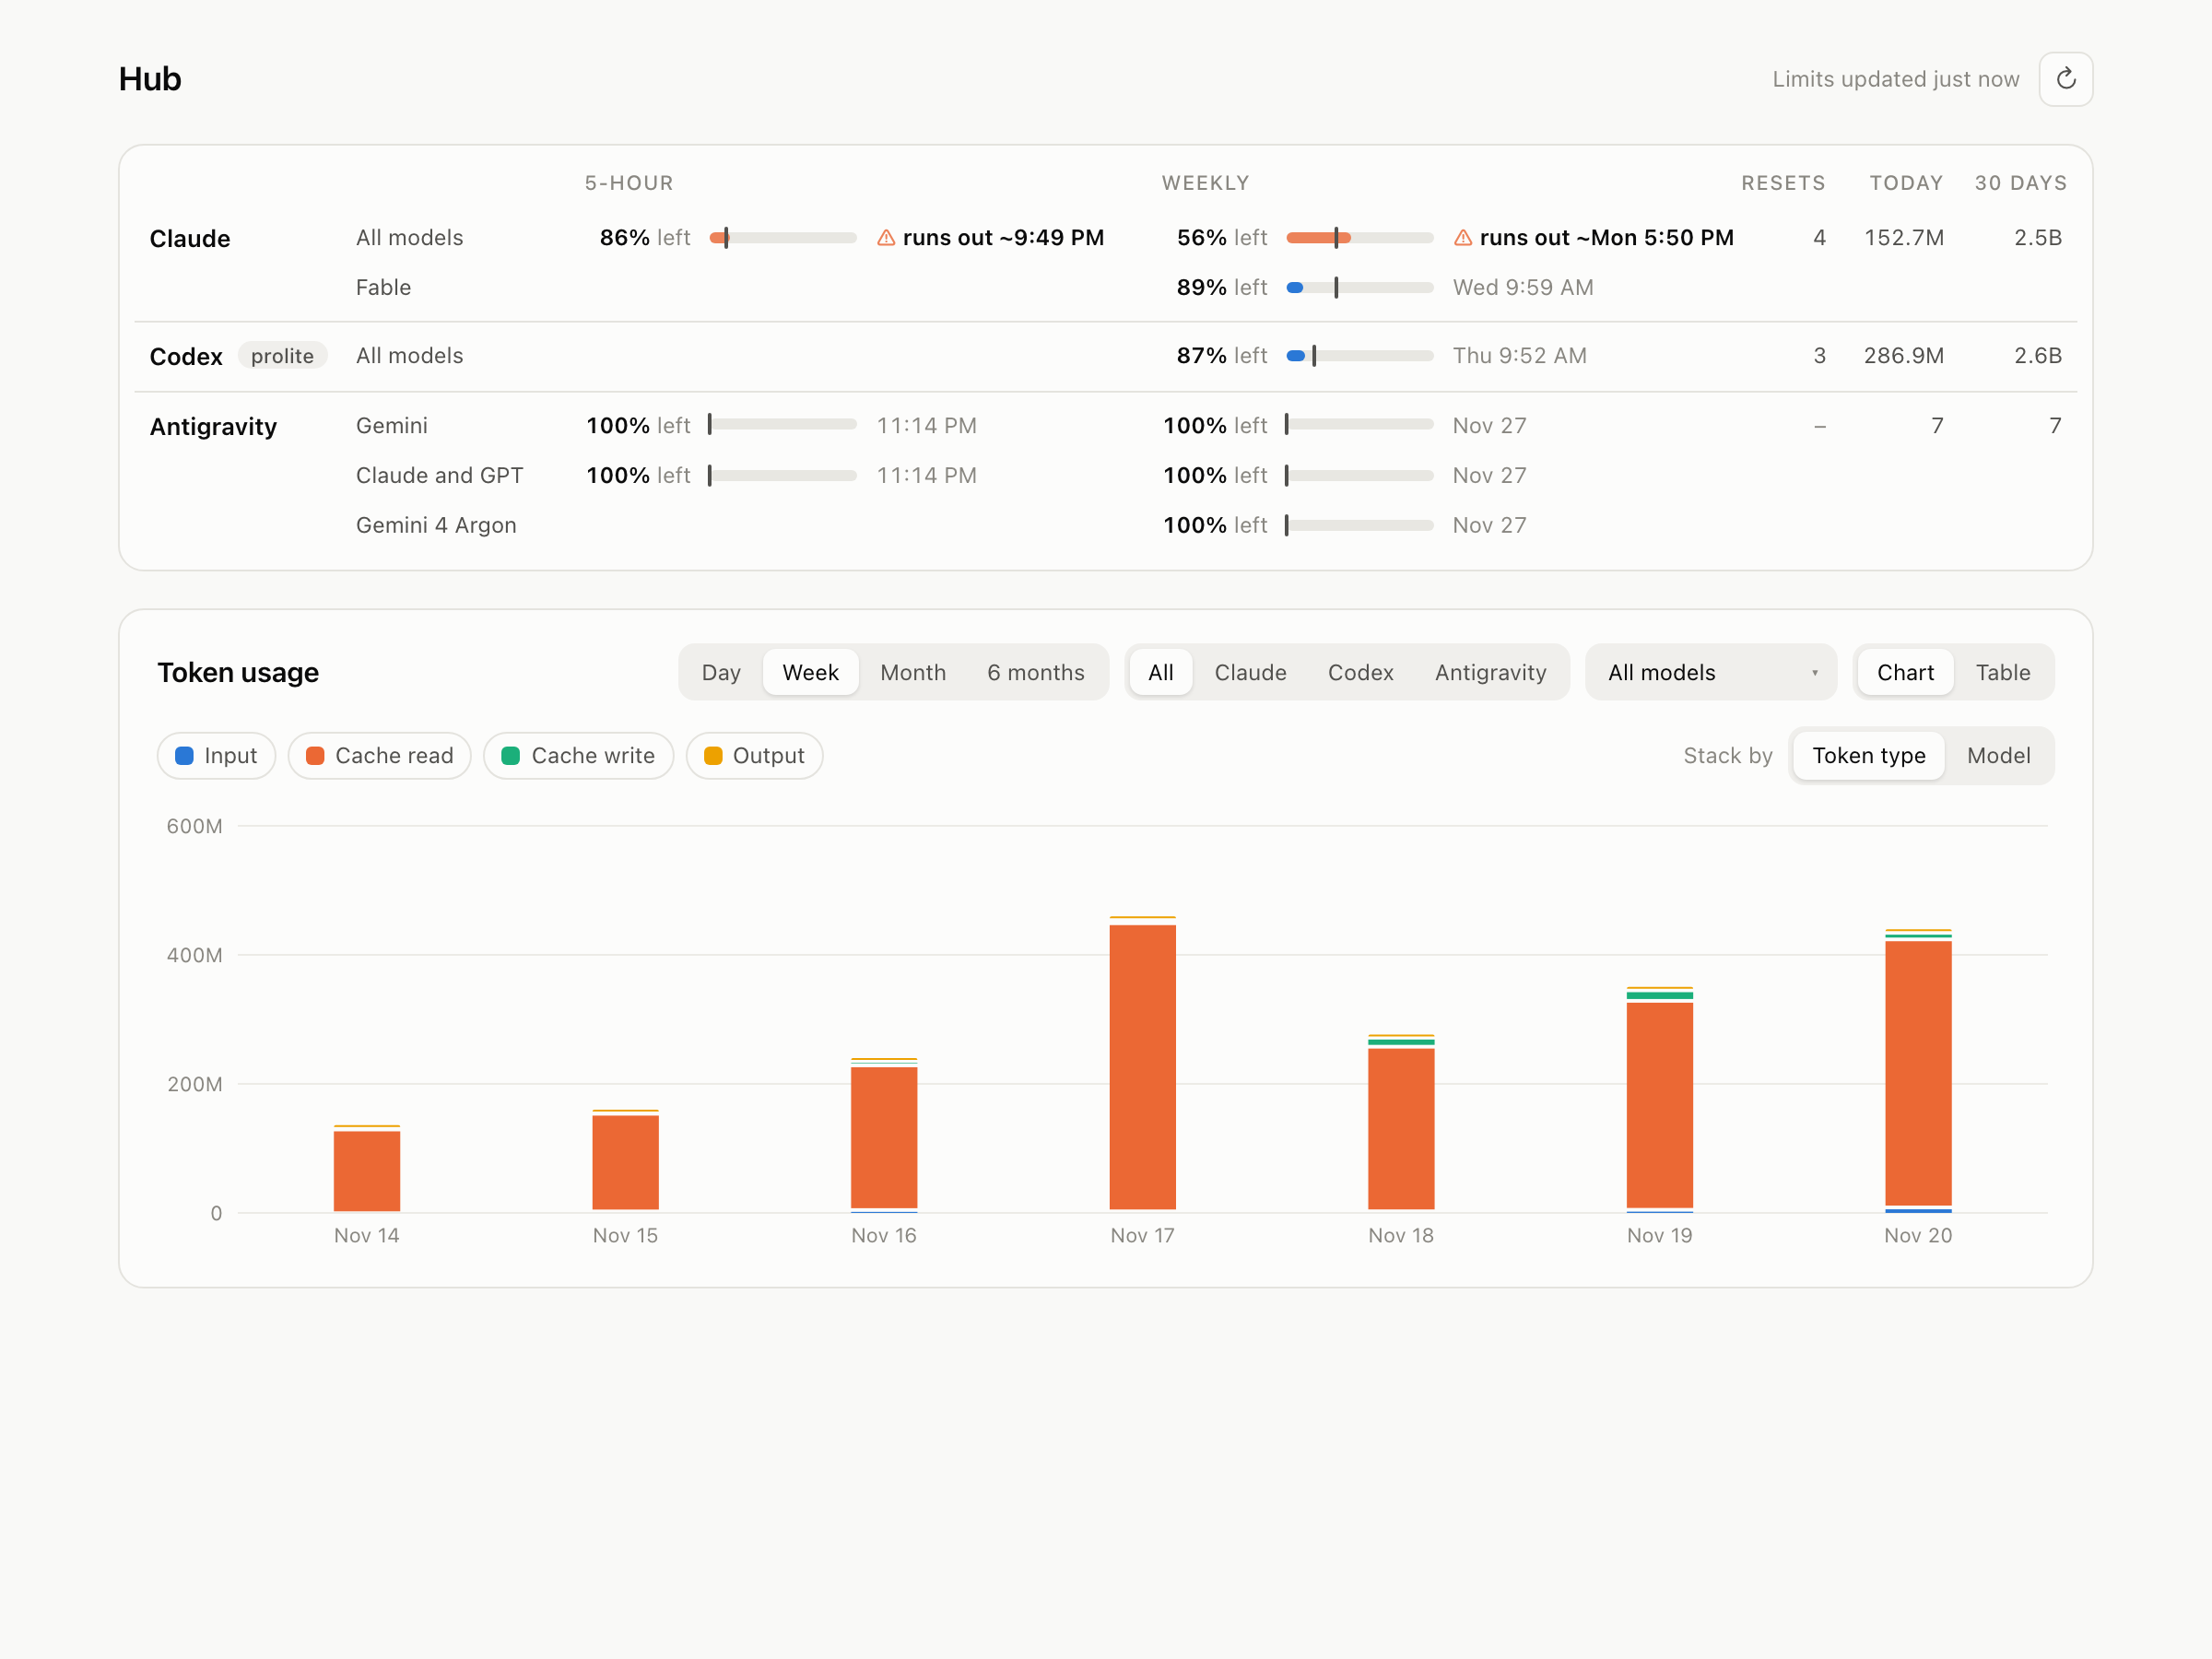 Hub
Limits updated just now
5-HOUR WEEKLY RESETS TODAY 30 DAYS
Claude All models 86% left runs out ~9:49 PM 56% left runs out ~Mon 5:50 PM 4 152.7M 2.5B
Fable 89% left Wed 9:59 AM
Codex prolite All models 87% left Thu 9:52 AM 3 286.9M 2.6B
Antigravity Gemini 100% left 11:14 PM 100% left Nov 27 – 7 7
Claude and GPT 100% left 11:14 PM 100% left Nov 27
Gemini 4 Argon 100% left Nov 27
Token usage Day Week Month 6 months All Claude Codex Antigravity All models Chart Table
Input Cache read Cache write Output Stack by Token type Model
600M
400M
200M
0
Nov 14 Nov 15 Nov 16 Nov 17 Nov 18 Nov 19 Nov 20